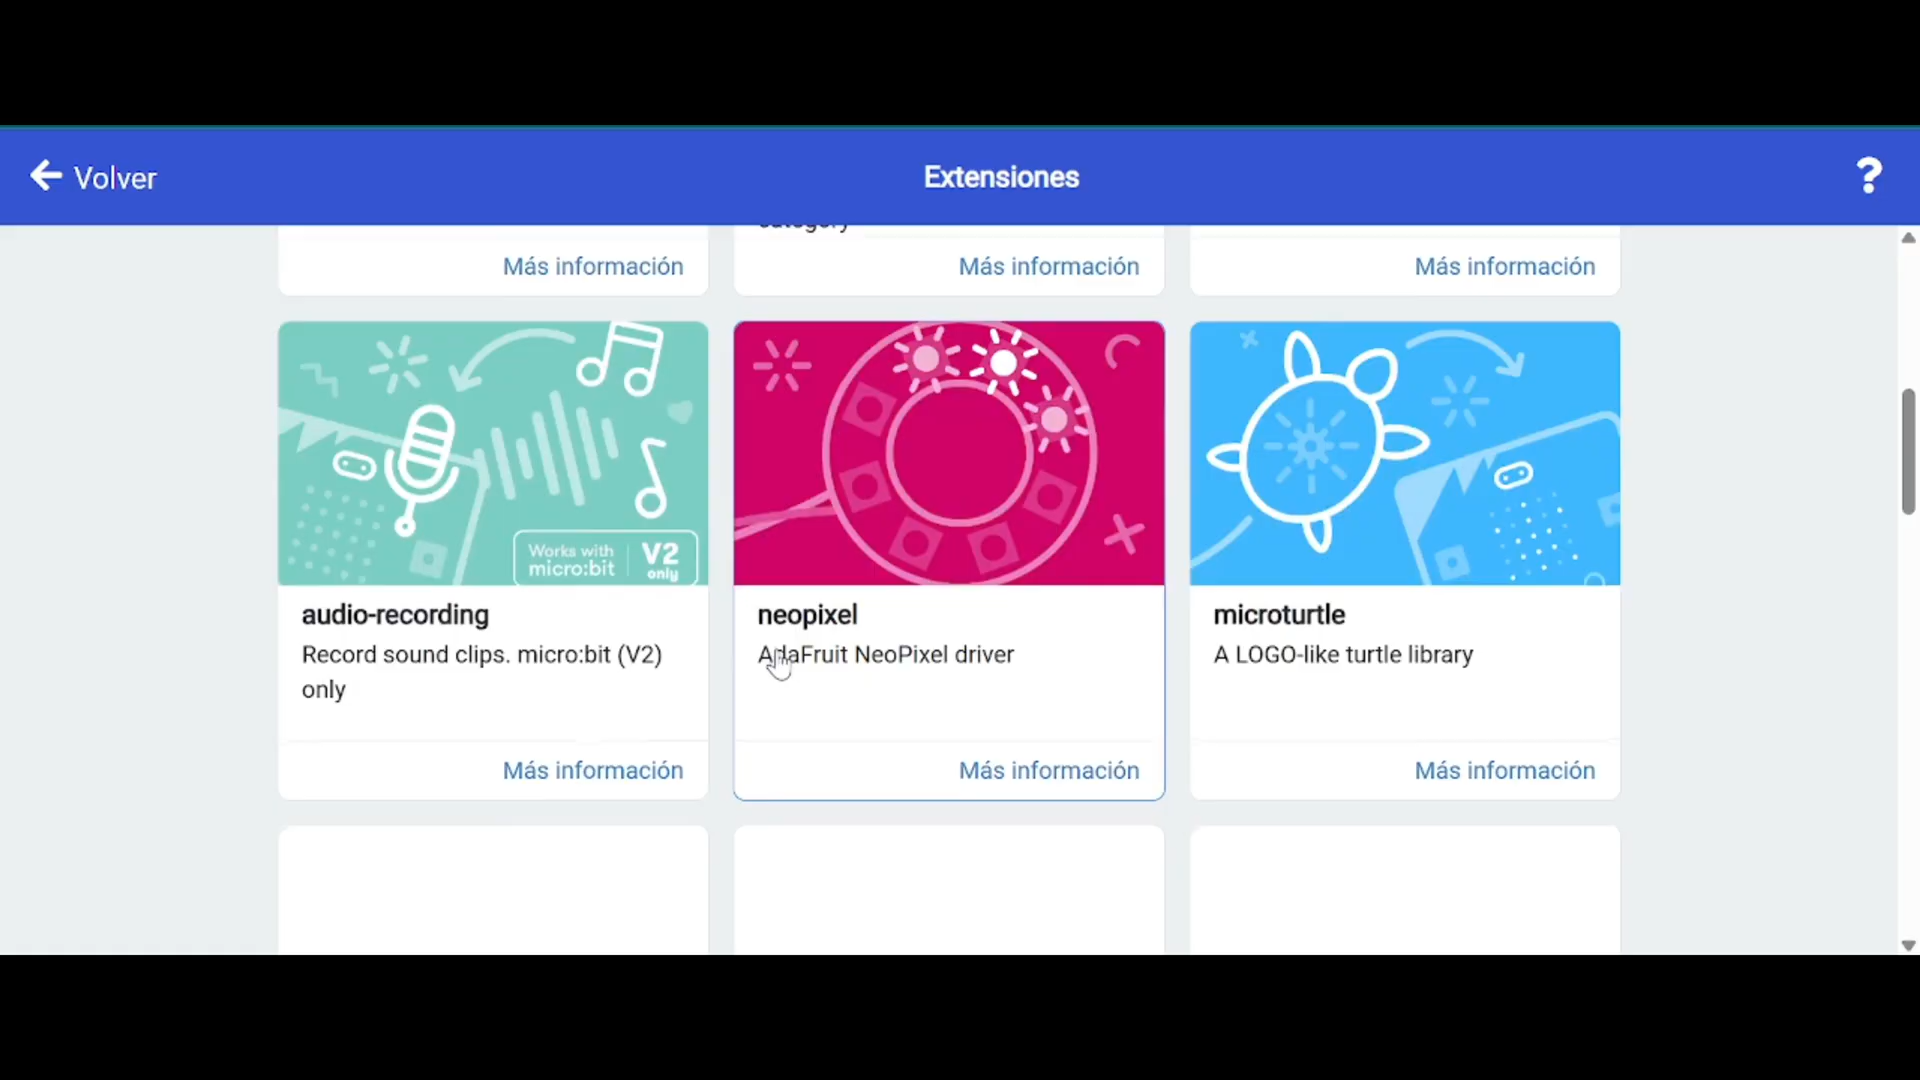 Volver
Extensiones
?
category
Más información
Más información
Más información
Works with
micro:bit
V2
only
audio-recording
Record sound clips. micro:bit (V2)
only
Más información
neopixel
AdaFruit NeoPixel driver
Más información
microturtle
A LOGO-like turtle library
Más información